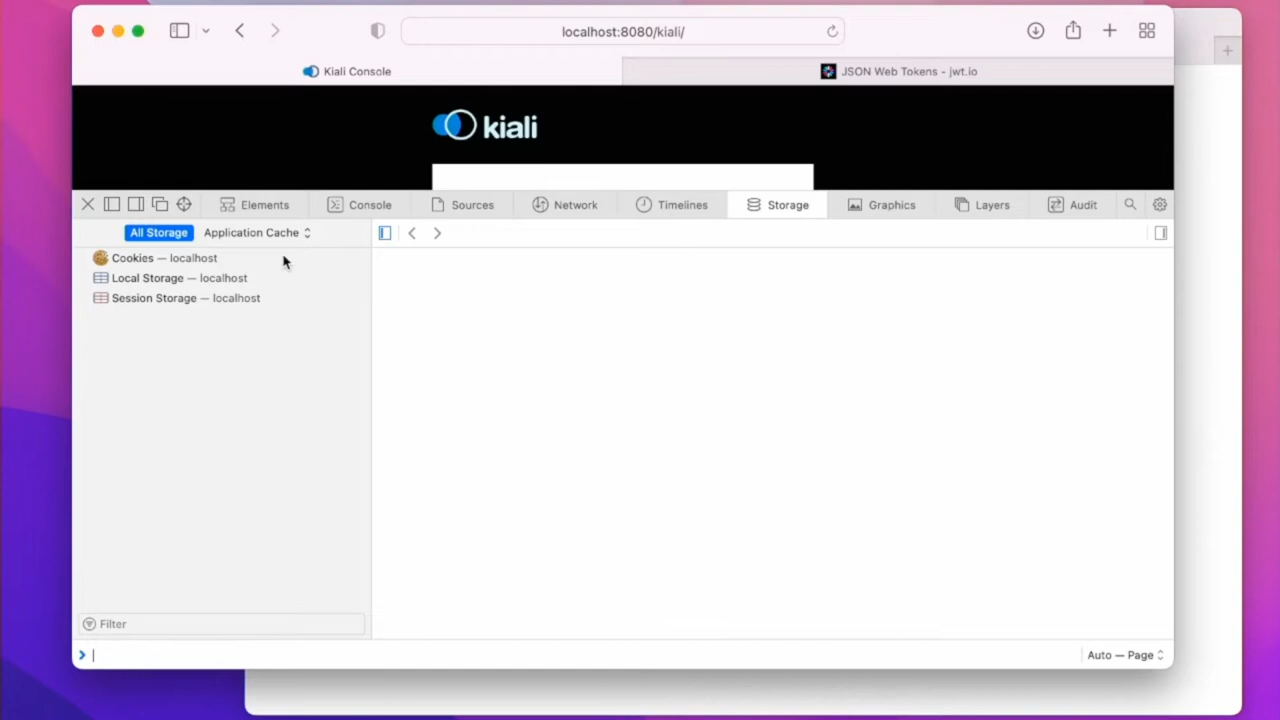 localhost:8080/kiali/
Kiali Console
JSON Web Tokens - jwt.io
kiali
Elements
Console
Sources
Network
Timelines
Storage
Graphics
Layers
Audit
All Storage
Application Cache
Cookies — localhost
Local Storage — localhost
Session Storage — localhost
Filter
Auto — Page